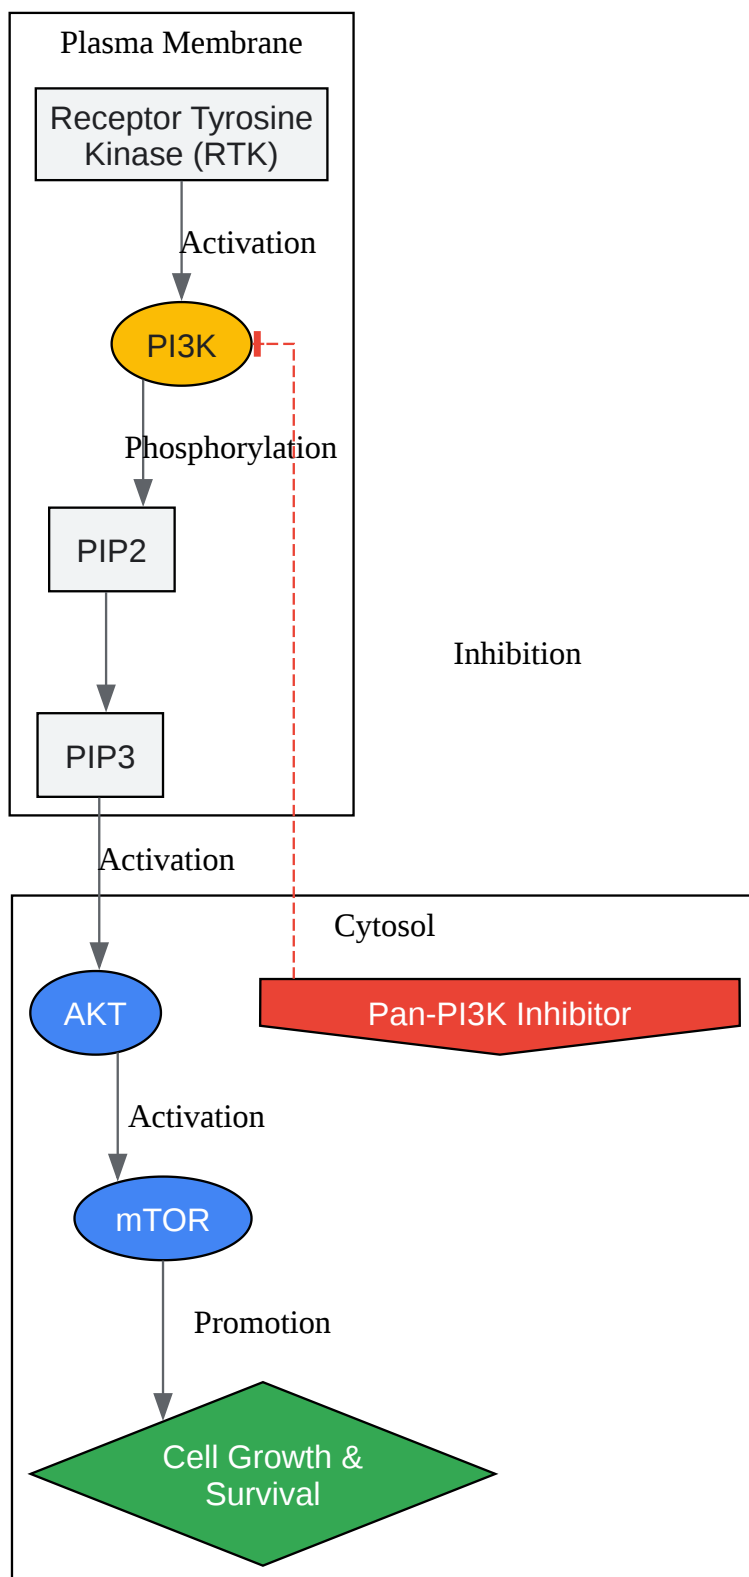 Plasma Membrane
Receptor Tyrosine
Kinase (RTK)
Activation
PI3K
Phosphorylation
PIP2
Inhibition
PIP3
Activation
Cytosol
AKT
Pan-PI3K Inhibitor
Activation
mTOR
Promotion
Cell Growth &
Survival